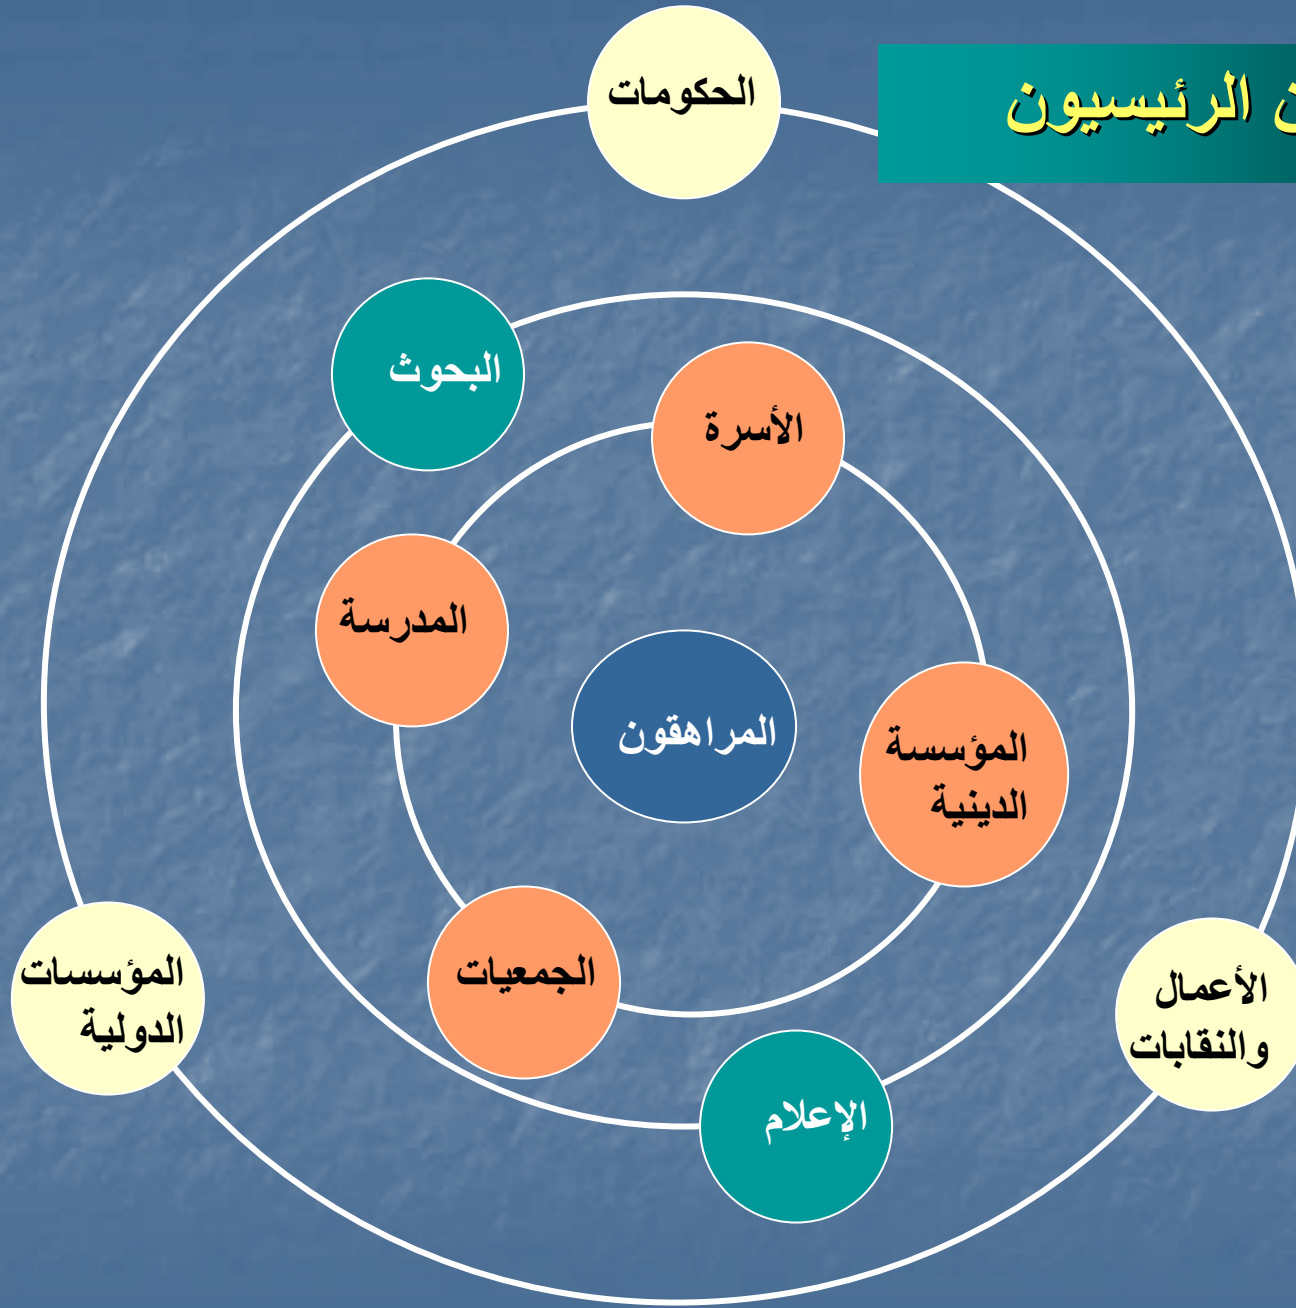 الرئيسيون
الحكومات
البحوث
الأسرة
المدرسة
المراهقون
المؤسسة
الدينية
الجمعيات
المؤسسات
الدولية
الأعمال
والنقابات
الإعلام